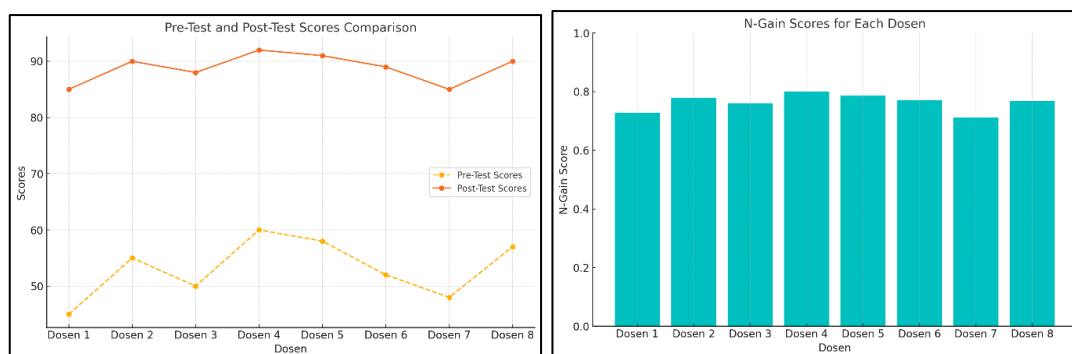 Pre-Test and Post-Test Scores Comparison
Scores
90
80
70
60
50
Pre-Test Scores
Post-Test Scores
Dosen 1 Dosen 2 Dosen 3 Dosen 4 Dosen 5 Dosen 6 Dosen 7 Dosen 8
Dosen
N-Gain Scores for Each Dosen
N-Gain Score
1.0
0.8
0.6
0.4
0.2
0.0
Dosen 1 Dosen 2 Dosen 3 Dosen 4 Dosen 5 Dosen 6 Dosen 7 Dosen 8
Dosen